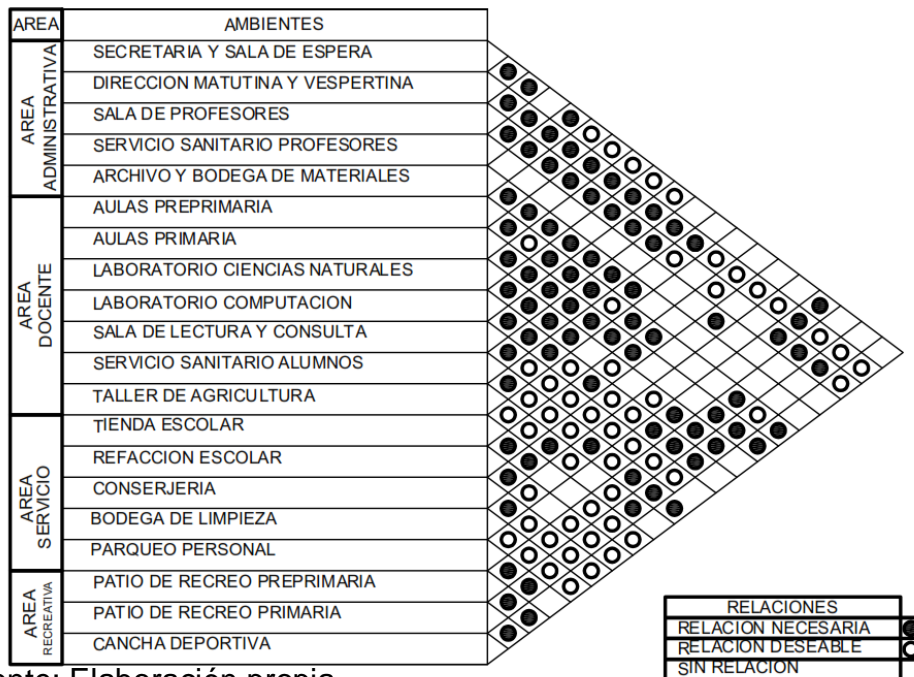 AREA AMBIENTES
AREA ADMINISTRATIVA
SECRETARIA Y SALA DE ESPERA
DIRECCION MATUTINA Y VESPERTINA
SALA DE PROFESORES
SERVICIO SANITARIO PROFESORES
ARCHIVO Y BODEGA DE MATERIALES
AREA DOCENTE
AULAS PREPRIMARIA
AULAS PRIMARIA
LABORATORIO CIENCIAS NATURALES
LABORATORIO COMPUTACION
SALA DE LECTURA Y CONSULTA
SERVICIO SANITARIO ALUMNOS
TALLER DE AGRICULTURA
AREA SERVICIO
TIENDA ESCOLAR
REFACCION ESCOLAR
CONSERJERIA
BODEGA DE LIMPIEZA
PARQUEO PERSONAL
AREA RECREATIVA
PATIO DE RECREO PREPRIMARIA
PATIO DE RECREO PRIMARIA
CANCHA DEPORTIVA
RELACIONES
RELACION NECESARIA
RELACION DESEABLE
SIN RELACION
ente: Elaboración propia